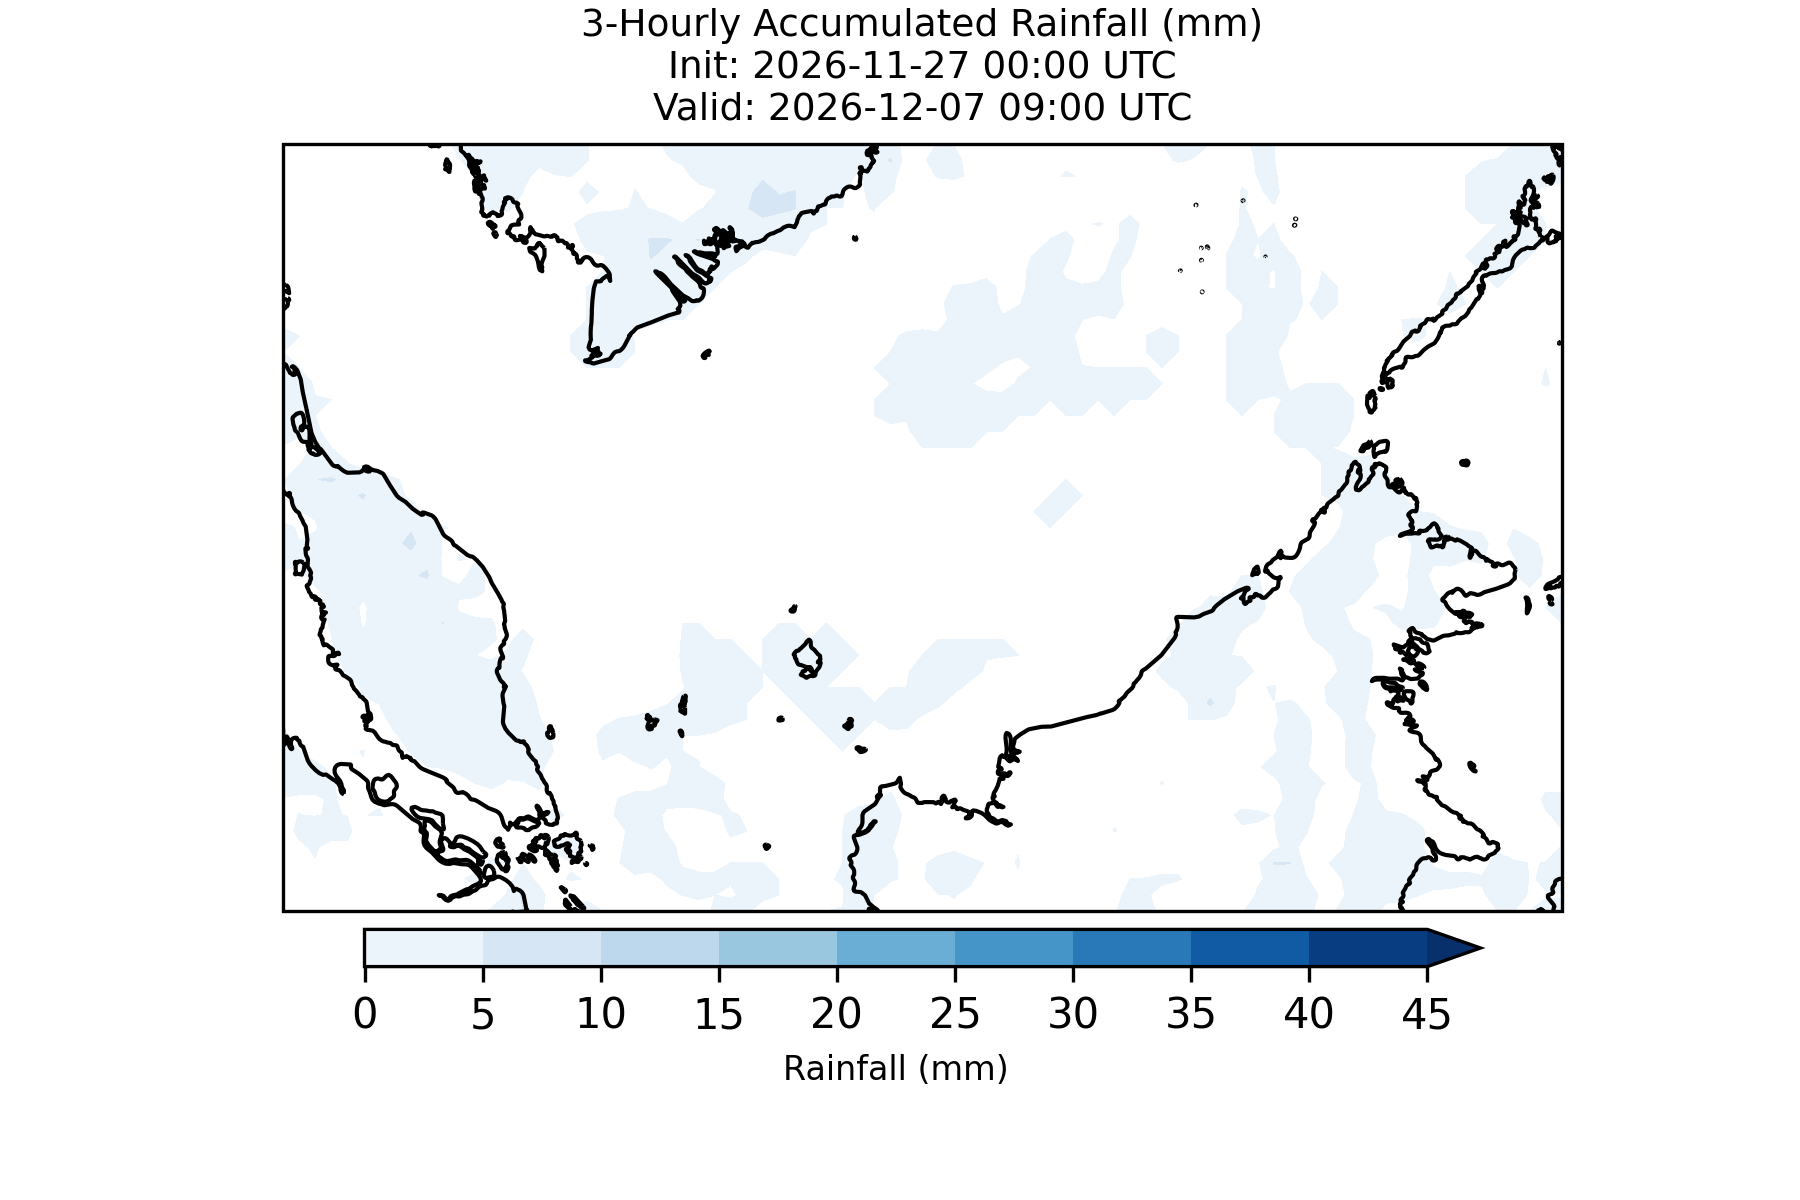 3-Hourly Accumulated Rainfall (mm)
Init: 2026-11-27 00:00 UTC
Valid: 2026-12-07 09:00 UTC
0 5 10 15 20 25 30 35 40 45
Rainfall (mm)